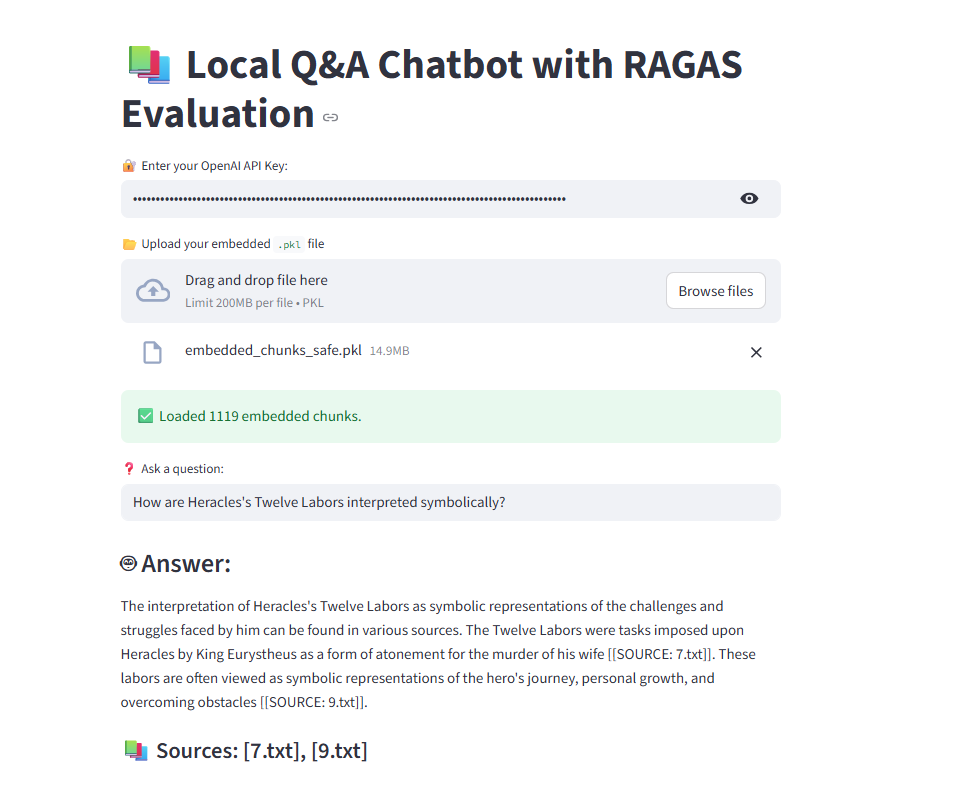 📚 Local Q&A Chatbot with RAGAS
Evaluation
🔐 Enter your OpenAI API Key:
📂 Upload your embedded .pkl file
Drag and drop file here
Limit 200MB per file • PKL
Browse files
embedded_chunks_safe.pkl 14.9MB
✅ Loaded 1119 embedded chunks.
❓ Ask a question:
How are Heracles's Twelve Labors interpreted symbolically?
Answer:
The interpretation of Heracles's Twelve Labors as symbolic representations of the challenges and
struggles faced by him can be found in various sources. The Twelve Labors were tasks imposed upon
Heracles by King Eurystheus as a form of atonement for the murder of his wife [[SOURCE: 7.txt]]. These
labors are often viewed as symbolic representations of the hero's journey, personal growth, and
overcoming obstacles [[SOURCE: 9.txt]].
📚 Sources: [7.txt], [9.txt]